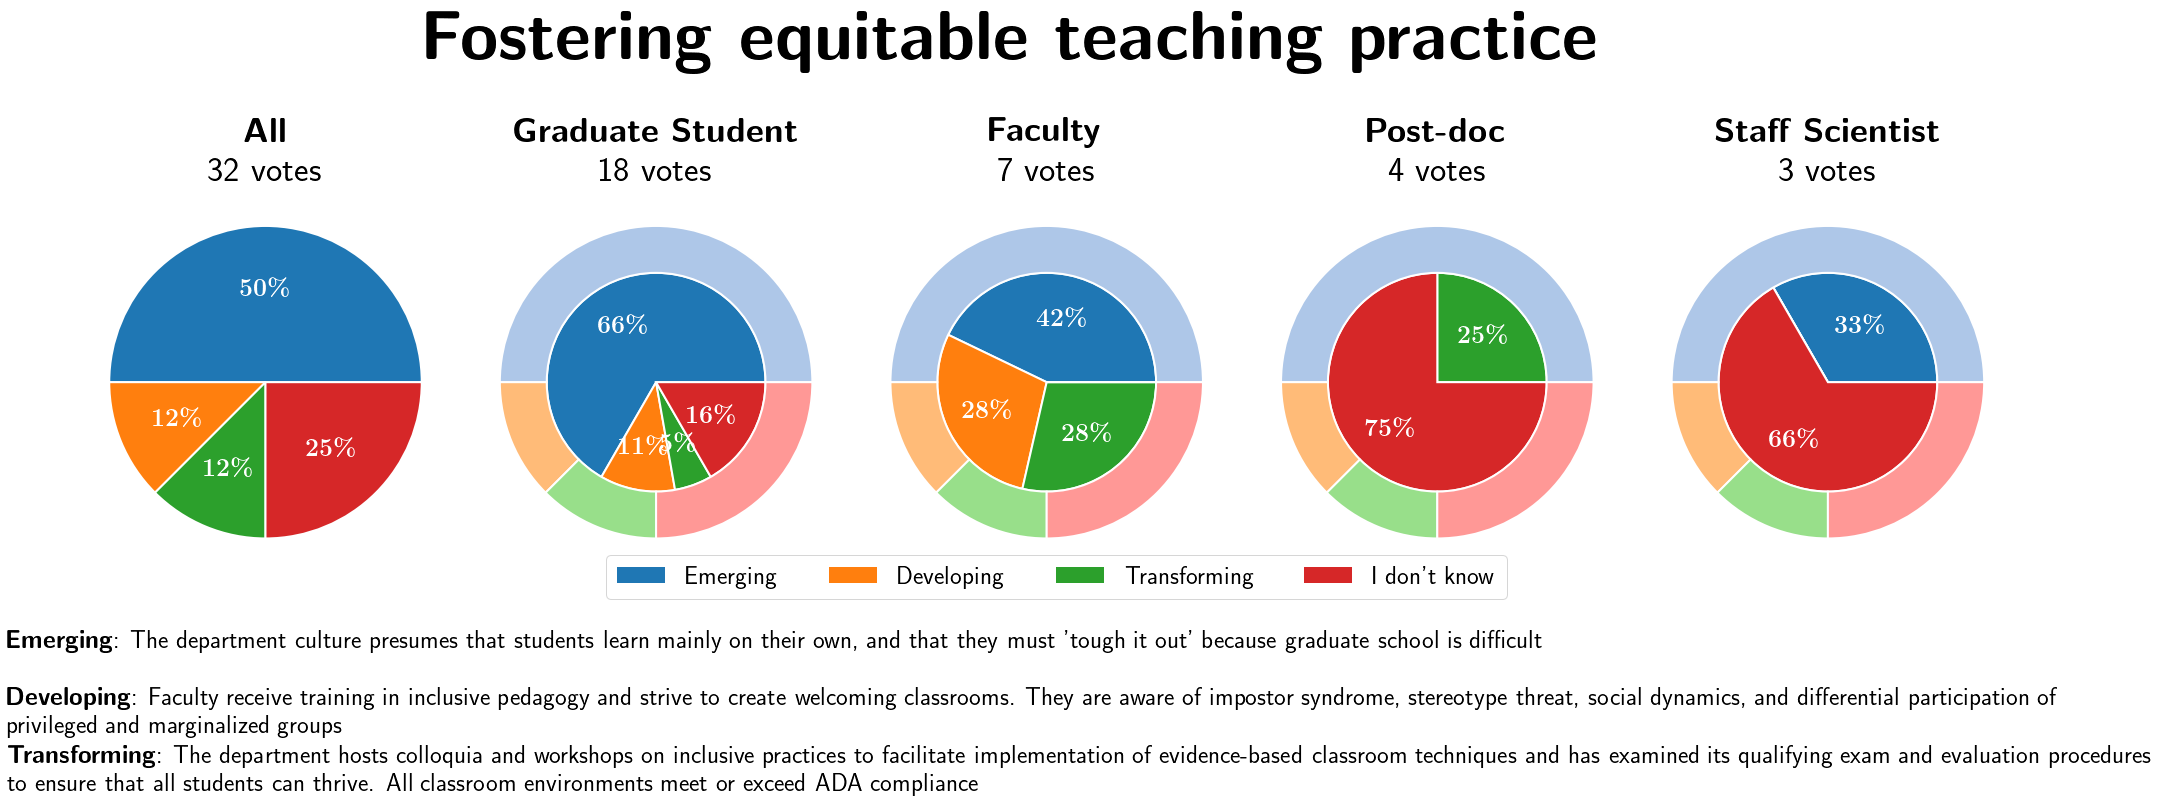 Fostering equitable teaching practice
All
32 votes
Graduate Student
18 votes
Faculty
7 votes
Post-doc
4 votes
Staff Scientist
3 votes
50%
12%
12%
25%
66%
11%
5%
16%
42%
28%
28%
25%
75%
33%
66%
Emerging
Developing
Transforming
I don't know
Emerging: The department culture presumes that students learn mainly on their own, and that they must 'tough it out' because graduate school is difficult
Developing: Faculty receive training in inclusive pedagogy and strive to create welcoming classrooms. They are aware of impostor syndrome, stereotype threat, social dynamics, and differential participation of
privileged and marginalized groups
Transforming: The department hosts colloquia and workshops on inclusive practices to facilitate implementation of evidence-based classroom techniques and has examined its qualifying exam and evaluation procedures
to ensure that all students can thrive. All classroom environments meet or exceed ADA compliance